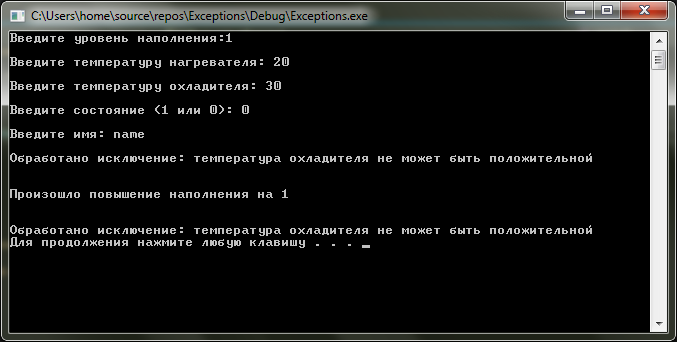 C:\Users\home\source\repos\Exceptions\Debug\Exceptions.exe
Введите уровень наполнения:1
Введите температуру нагревателя: 20
Введите температуру охладителя: 30
Введите состояние (1 или 0): 0
Введите имя: name
Обработано исключение: температура охладителя не может быть положительной
Произошло повышение наполнения на 1
Обработано исключение: температура охладителя не может быть положительной
Для продолжения нажмите любую клавишу . . . _